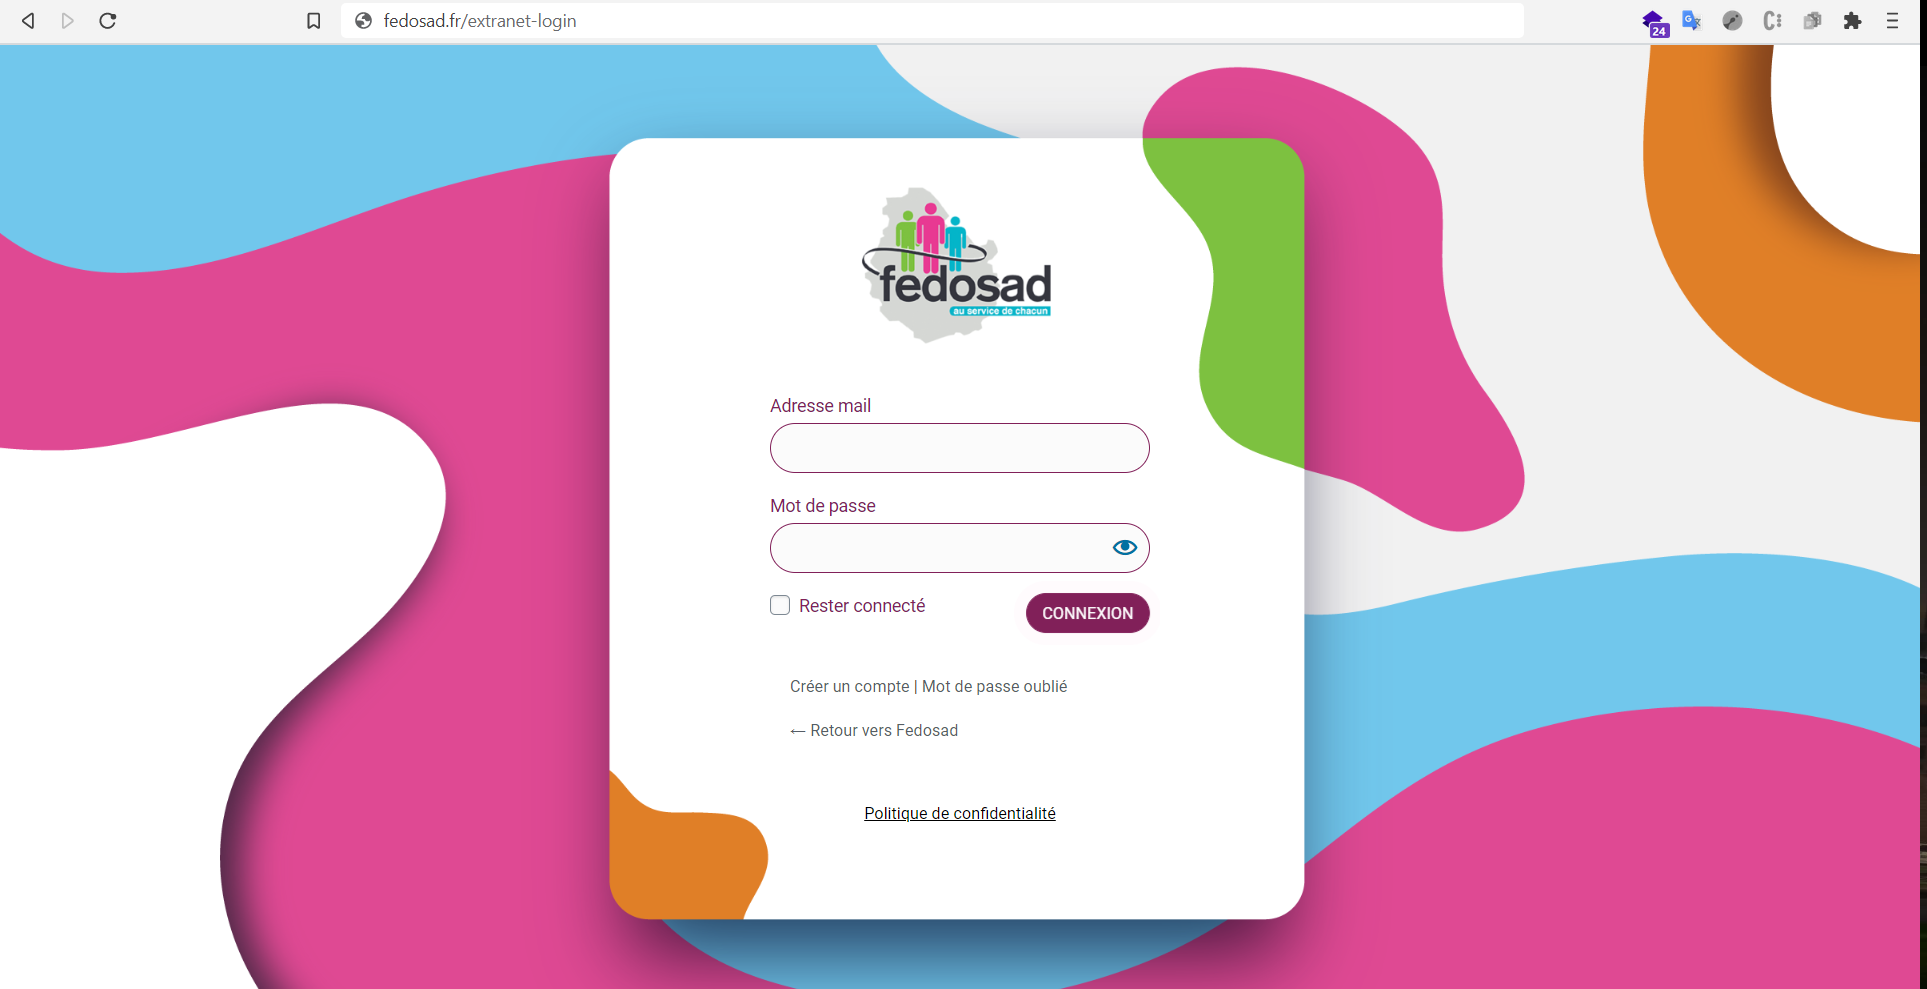 fedosad.fr/extranet-login
24
fedosad
au service de chacun
Adresse mail
Mot de passe
Rester connecté
CONNEXION
Créer un compte | Mot de passe oublié
← Retour vers Fedosad
Politique de confidentialité